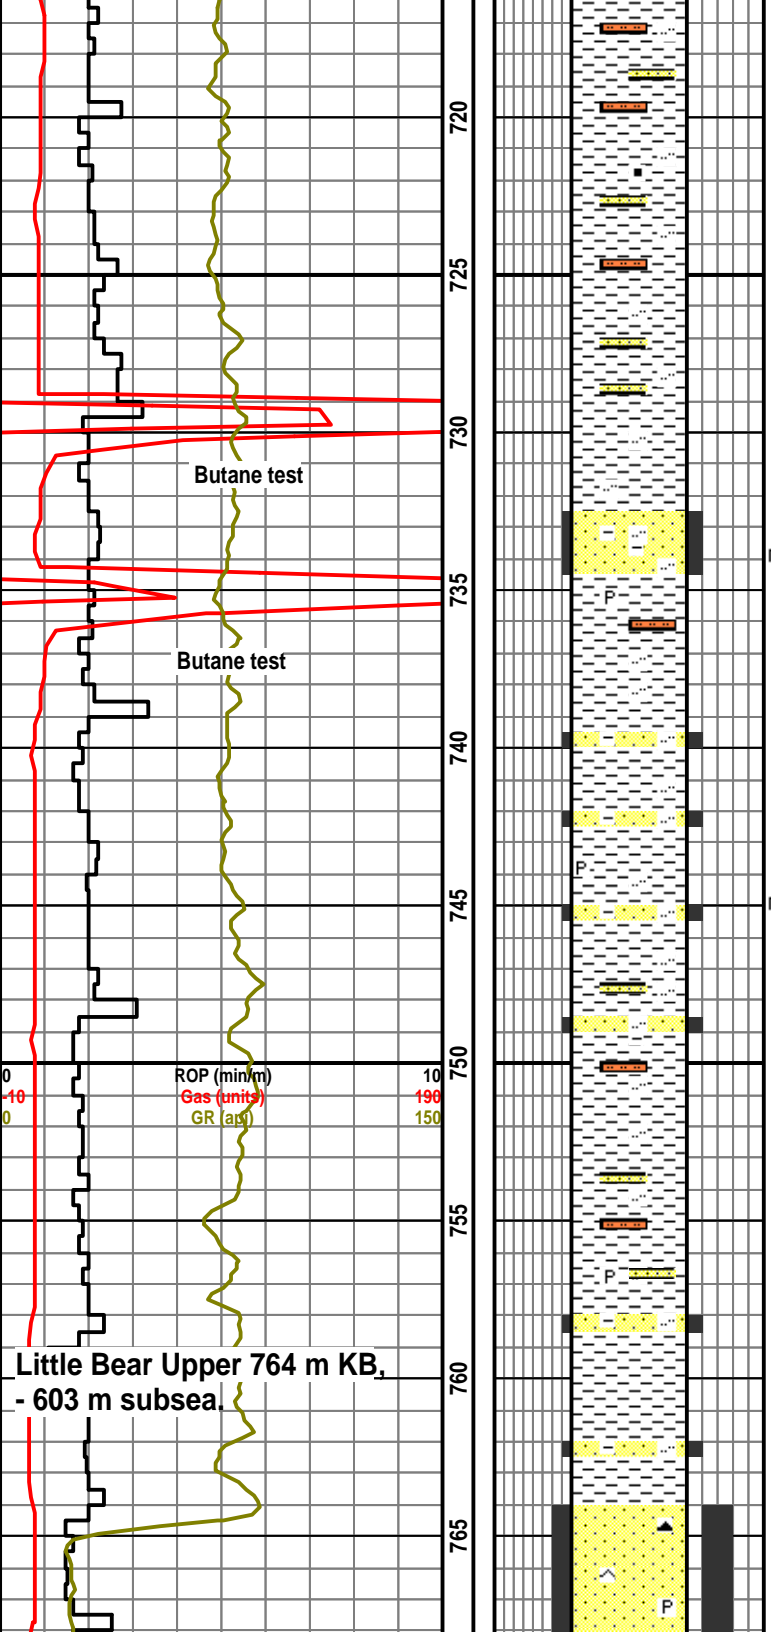 720
725
730
Butane test
735
P
Butane test
740
P
745
750
0 ROP (min/m) 10
-10 Gas (units) 190
0 GR (api) 150
755
P
Little Bear Upper 764 m KB,
- 603 m subsea.
760
765
P